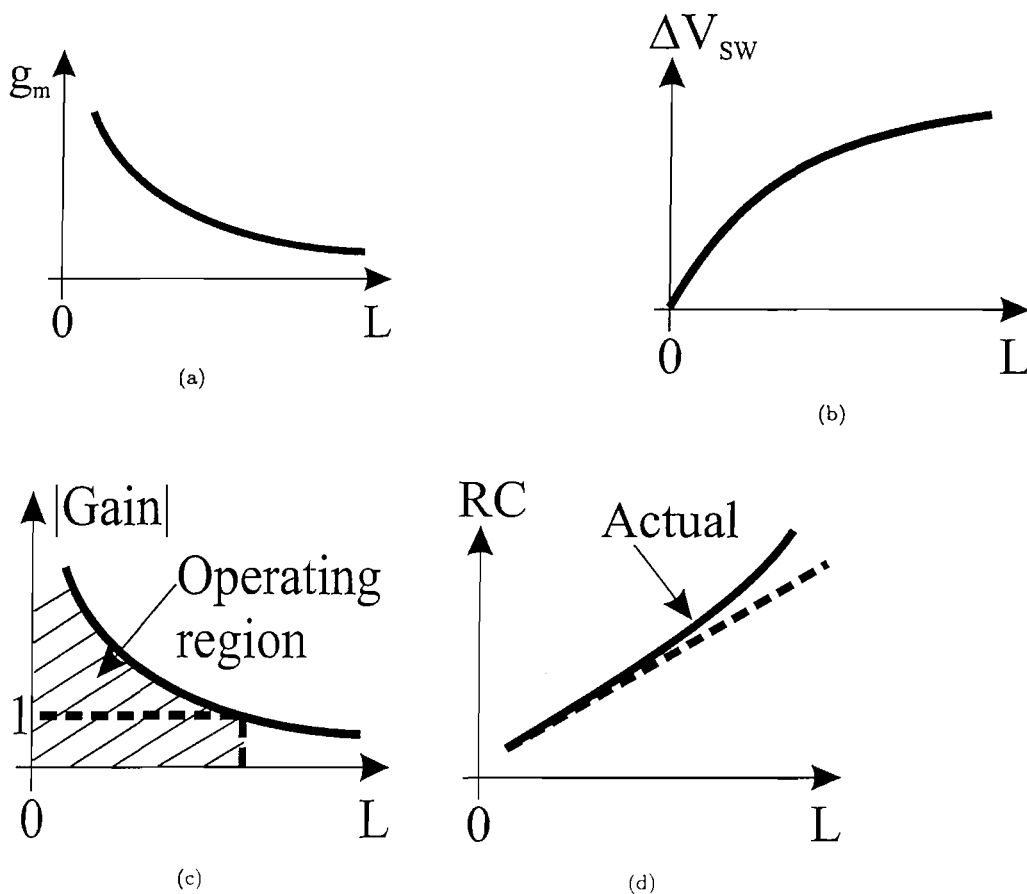 g_m
0
L
(a)
ΔV_SW
0
L
(b)
|Gain|
Operating
region
1
0
L
(c)
RC
Actual
0
L
(d)